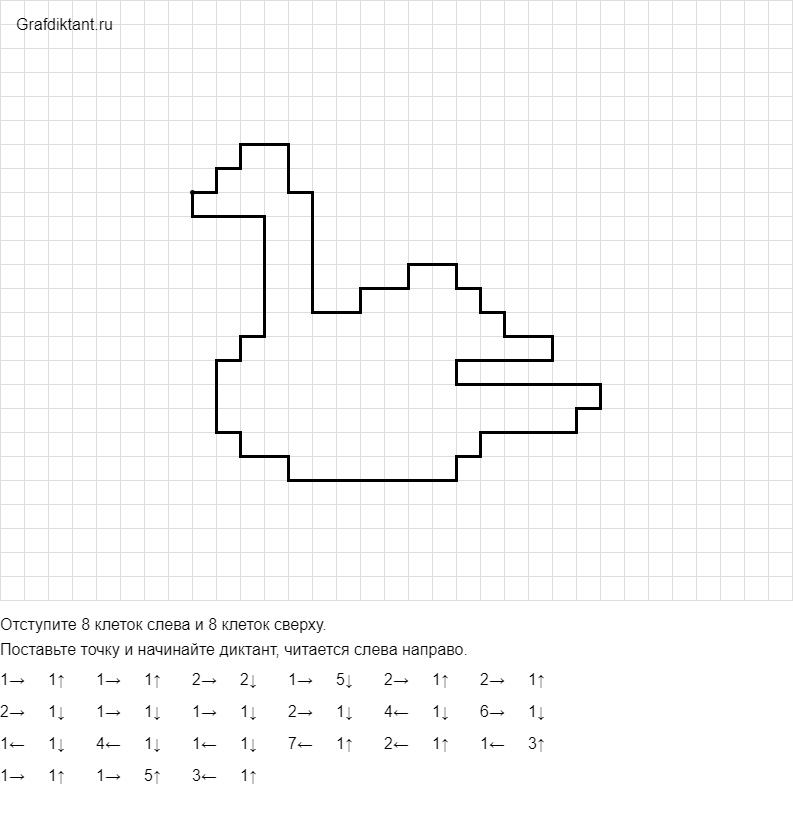 Grafdiktant.ru
Отступите 8 клеток слева и 8 клеток сверху.
Поставьте точку и начинайте диктант, читается слева направо.
1→ 1↑ 1→ 1↑ 2→ 2↓ 1→ 5↓ 2→ 1↑ 2→ 1↑
2→ 1↓ 1→ 1↓ 1→ 1↓ 2→ 1↓ 4← 1↓ 6→ 1↓
1← 1↓ 4← 1↓ 1← 1↓ 7← 1↑ 2← 1↑ 1← 3↑
1→ 1↑ 1→ 5↑ 3← 1↑